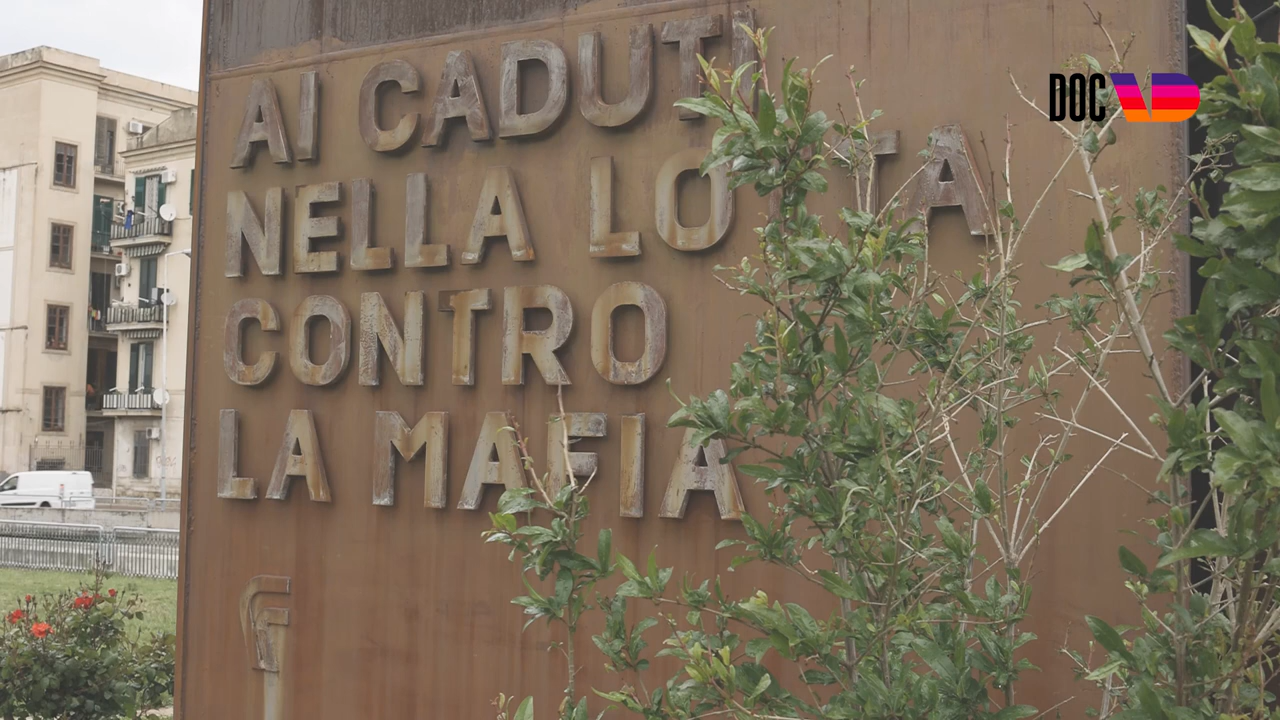 AI CADUTI
NELLA LOTTA
CONTRO
LA MAFIA
DOC